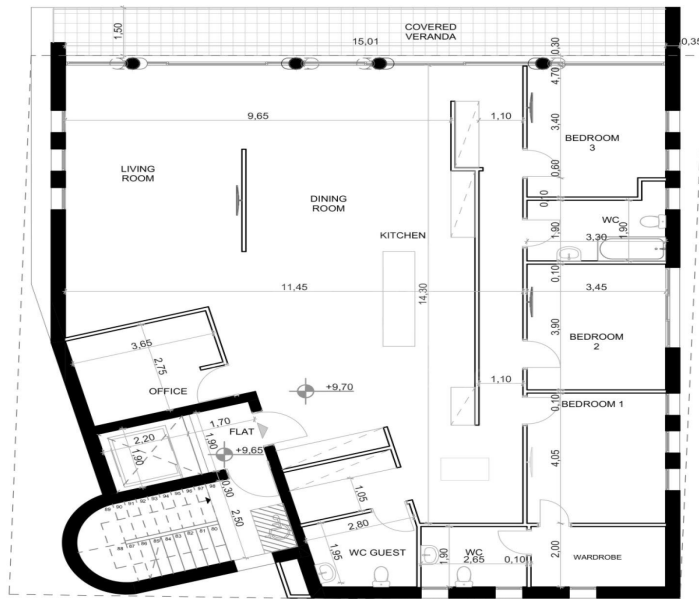 COVERED
VERANDA
1,50
15,01
0,30
0,35
4,70
9,65
1,10
3,40
BEDROOM
3
LIVING
ROOM
0,60
DINING
ROOM
0,10
WC
KITCHEN
1,90
1,90
3,30
0,10
11,45
14,30
3,45
3,90
BEDROOM
2
3,65
2,75
OFFICE
1,10
+9,70
0,10
BEDROOM 1
1,70
FLAT
2,20
1,90
1,90
+9,65
4,05
0,30
1,05
2,50
2,80
1,95
WC GUEST
1,90
WC
2,65
0,10
2,00
WARDROBE